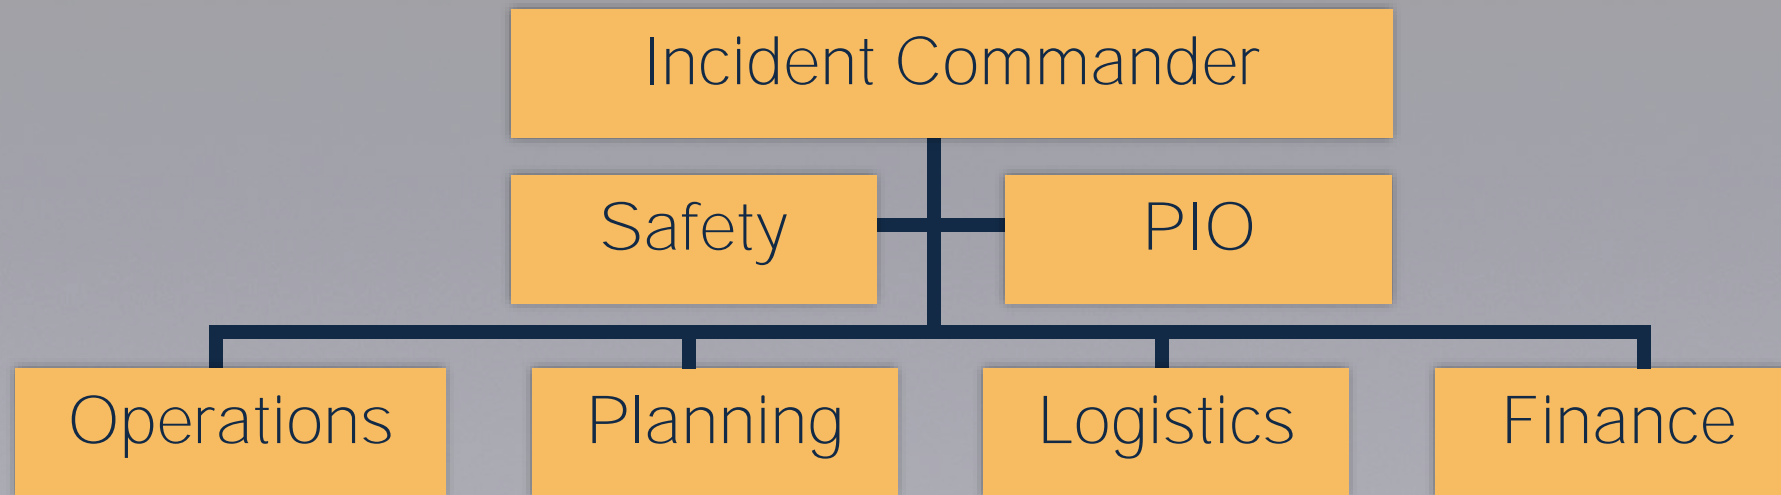 Incident Commander
Safety
PIO
Operations
Planning
Logistics
Finance